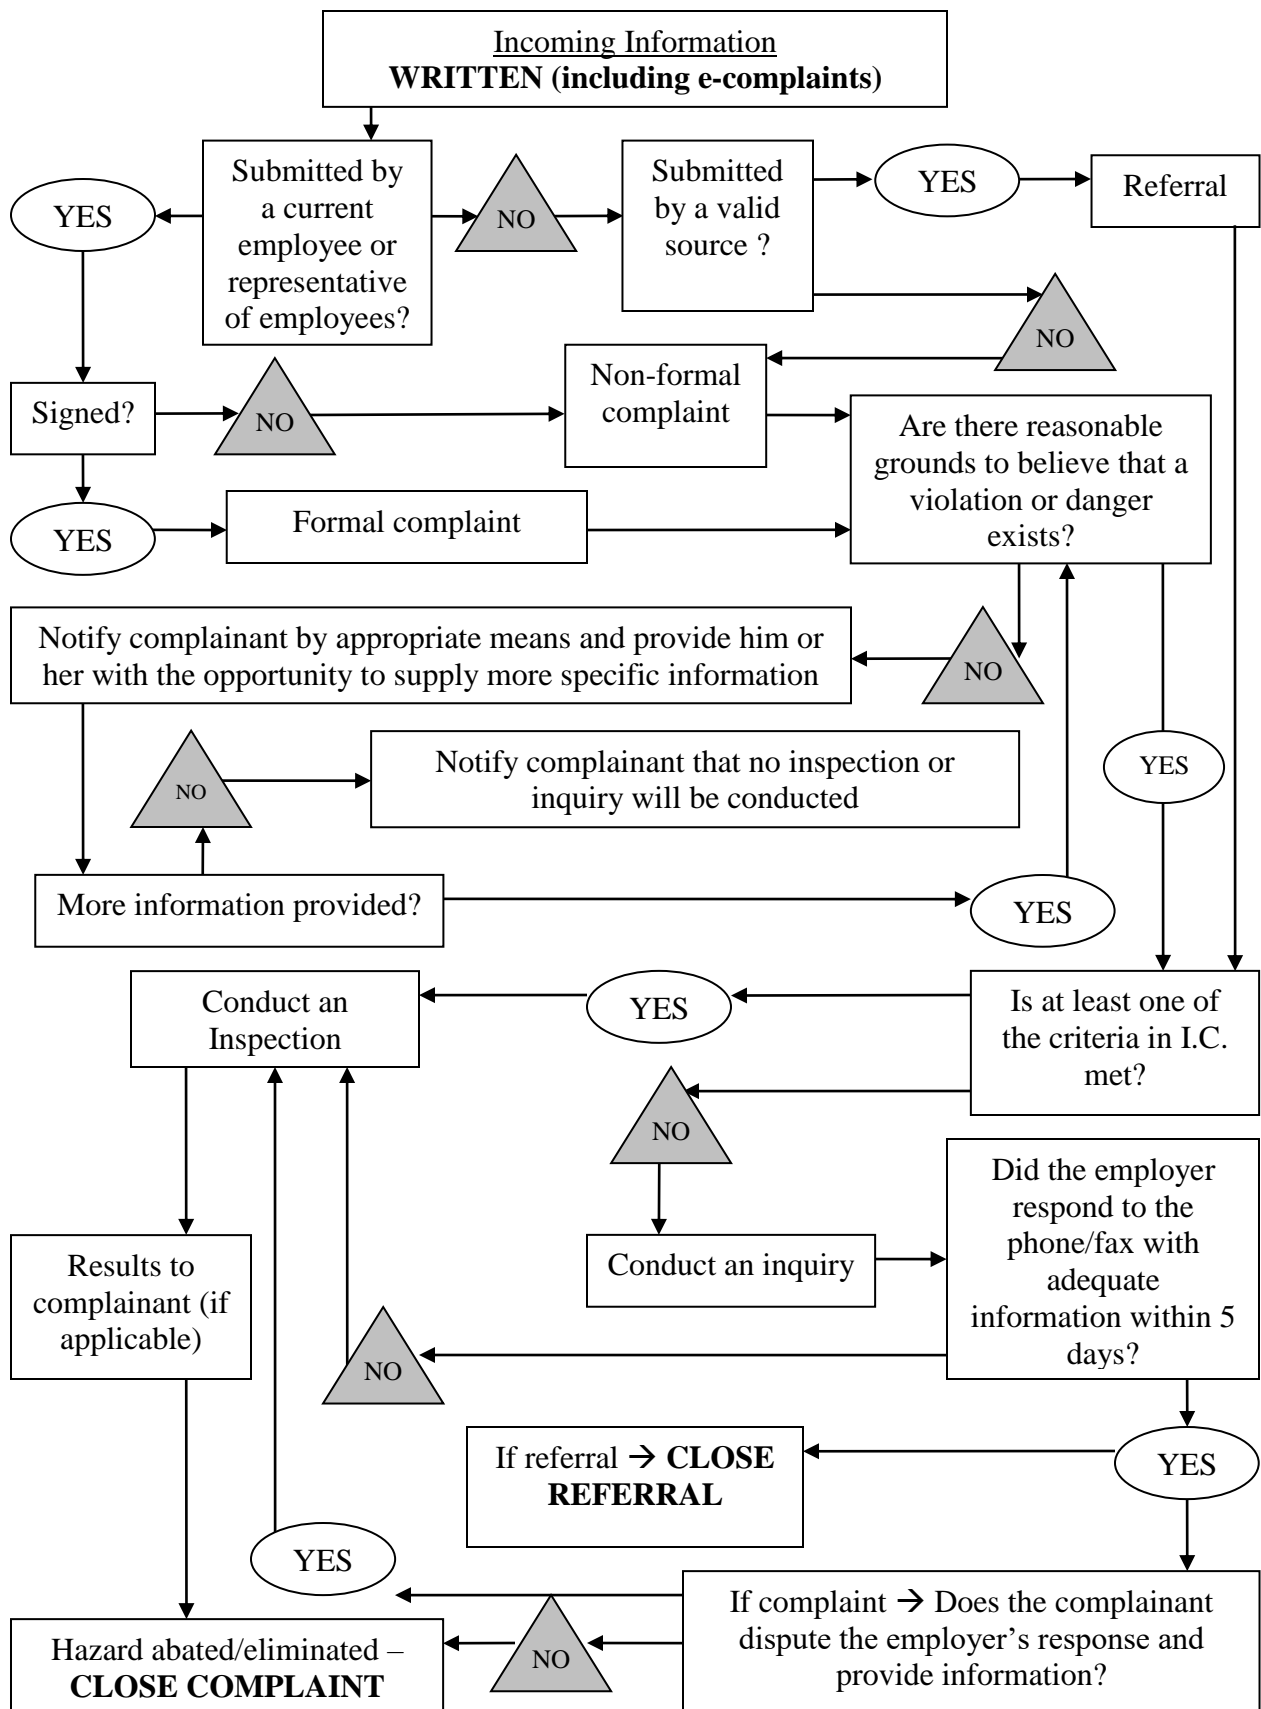 Incoming Information
WRITTEN (including e-complaints)
Submitted by
a current
employee or
representative
of employees?
NO
Submitted
by a valid
source ?
YES
Referral
YES
NO
Signed?
NO
Non-formal
complaint
Are there reasonable
grounds to believe that a
violation or danger
exists?
YES
Formal complaint
Notify complainant by appropriate means and provide him or
her with the opportunity to supply more specific information
NO
NO
Notify complainant that no inspection or
inquiry will be conducted
YES
More information provided?
YES
Conduct an
Inspection
YES
Is at least one of
the criteria in I.C.
met?
NO
Did the employer
respond to the
phone/fax with
adequate
information within 5
days?
Conduct an inquiry
Results to
complainant (if
applicable)
NO
If referral → CLOSE
REFERRAL
YES
YES
If complaint → Does the complainant
dispute the employer’s response and
provide information?
NO
Hazard abated/eliminated –
CLOSE COMPLAINT